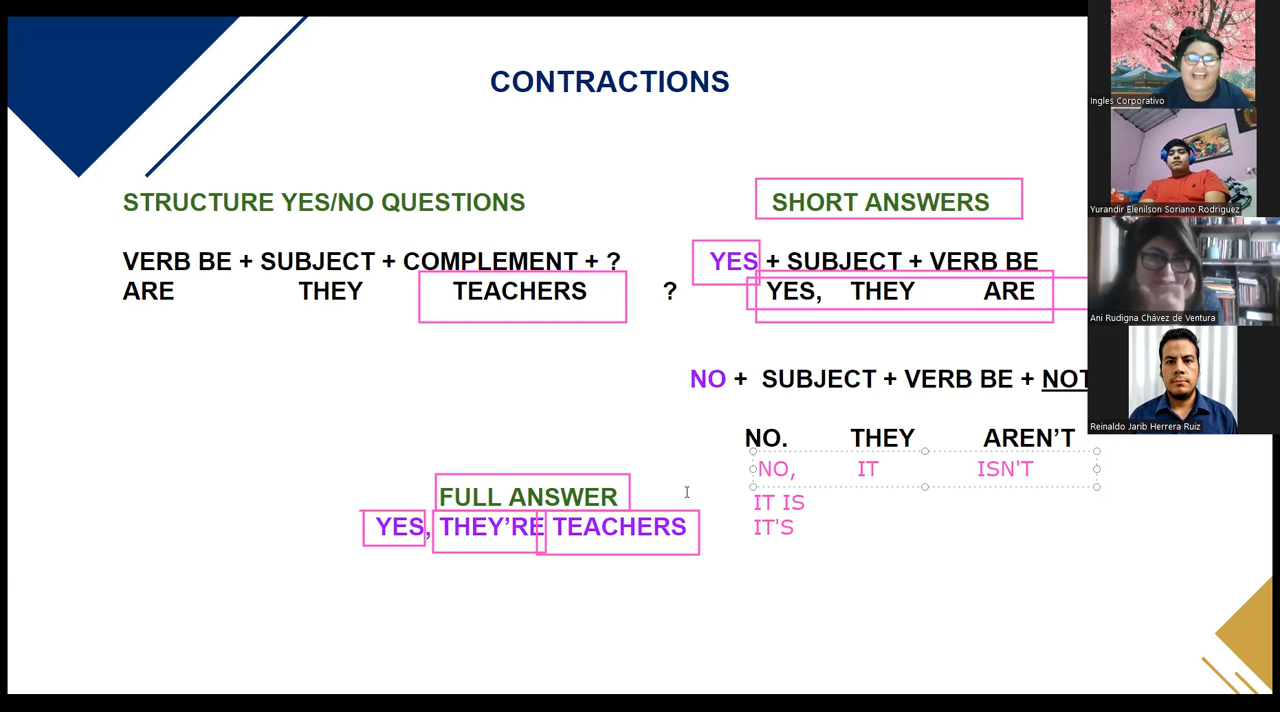 CONTRACTIONS
STRUCTURE YES/NO QUESTIONS
VERB BE + SUBJECT + COMPLEMENT + ?
ARE THEY TEACHERS ?
SHORT ANSWERS
YES + SUBJECT + VERB BE
YES, THEY ARE
NO + SUBJECT + VERB BE + NOT
NO. THEY AREN’T
NO, IT ISN'T
IT IS
IT'S
FULL ANSWER
YES, THEY’RE TEACHERS
Ingles Corporativo
Yurandir Elenilson Soriano Rodriguez
Ani Rudigna Chávez de Ventura
Reinaldo Jarib Herrera Ruiz